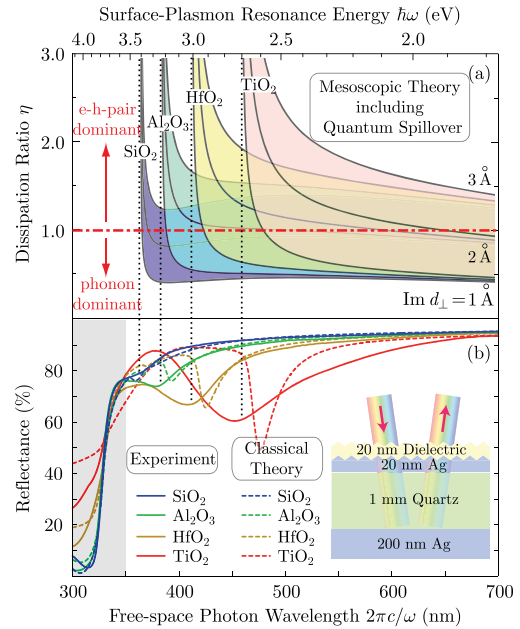 Surface-Plasmon Resonance Energy ℏω (eV)
4.0 3.5 3.0 2.5 2.0
(a)
3.0
2.0
1.0
Dissipation Ratio η
e-h-pair
dominant
phonon
dominant
SiO₂
Al₂O₃
HfO₂
TiO₂
Mesoscopic Theory
including
Quantum Spillover
3 Å
2 Å
Im d⊥ = 1 Å
(b)
80
60
40
20
Reflectance (%)
Experiment
SiO₂
Al₂O₃
HfO₂
TiO₂
Classical
Theory
SiO₂
Al₂O₃
HfO₂
TiO₂
20 nm Dielectric
20 nm Ag
1 mm Quartz
200 nm Ag
300 400 500 600 700
Free-space Photon Wavelength 2πc/ω (nm)